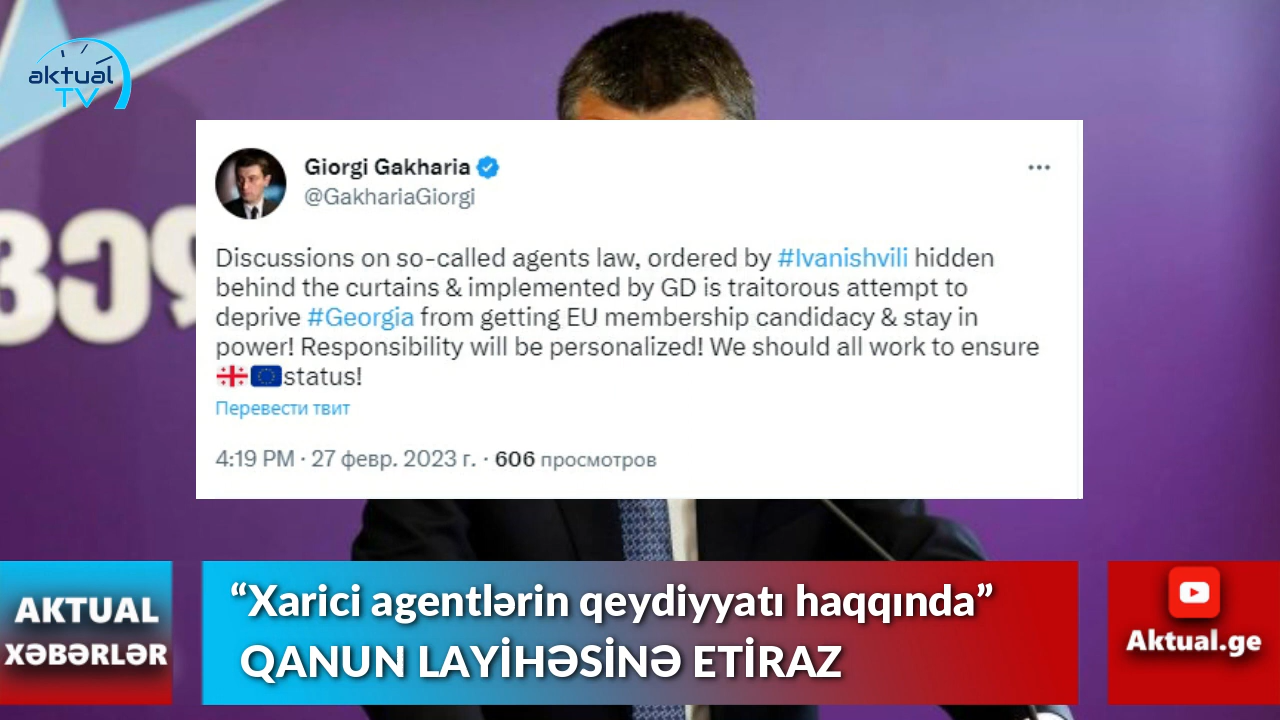 aktual
TV
Giorgi Gakharia
@GakhariaGiorgi
Discussions on so-called agents law, ordered by #Ivanishvili hidden
behind the curtains & implemented by GD is traitorous attempt to
deprive #Georgia from getting EU membership candidacy & stay in
power! Responsibility will be personalized! We should all work to ensure
🇬🇪🇪🇺status!
Перевести твит
4:19 PM · 27 февр. 2023 г. · 606 просмотров
AKTUAL
XƏBƏRLƏR
“Xarici agentlərin qeydiyyatı haqqında”
QANUN LAYİHƏSİNƏ ETİRAZ
Aktual.ge